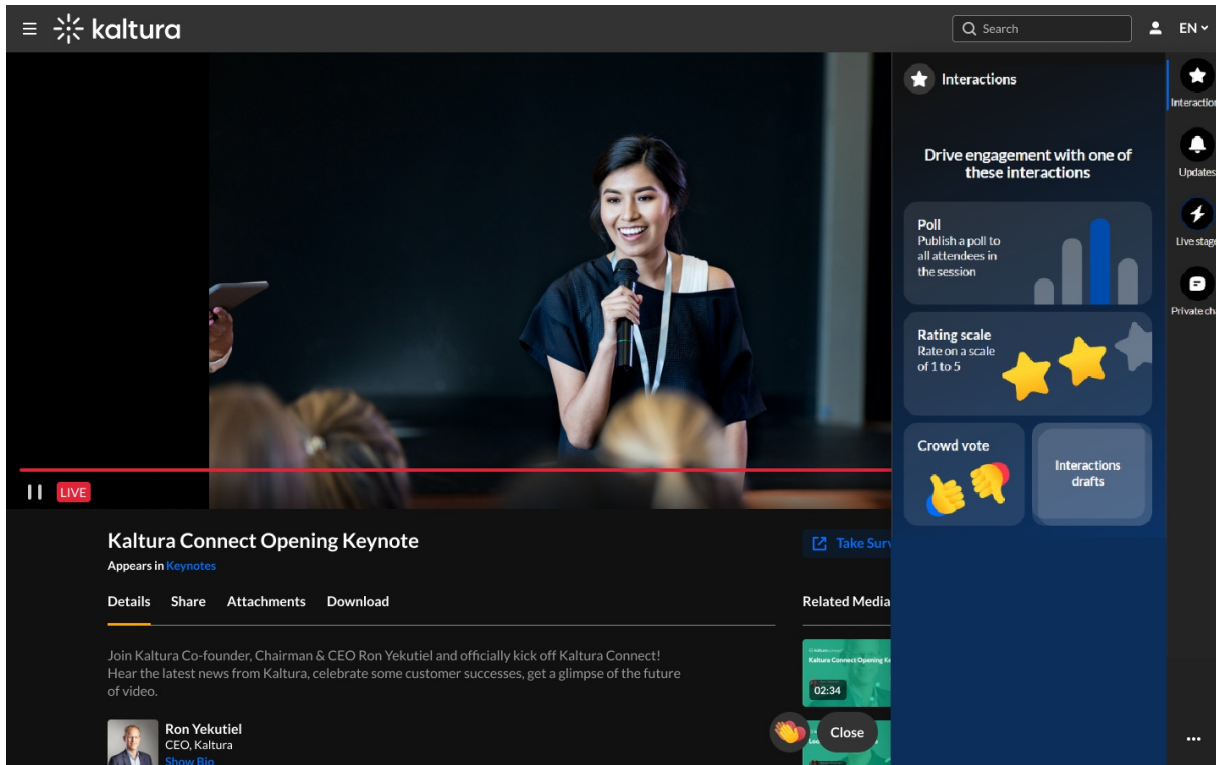 kaltura
Search
EN
Interactions
Drive engagement with one of
these interactions
Poll
Publish a poll to
all attendees in
the session
Rating scale
Rate on a scale
of 1 to 5
Crowd vote
Interactions
drafts
Interaction
Updates
Live stage
Private ch
LIVE
Kaltura Connect Opening Keynote
Appears in Keynotes
Take Surv
Details Share Attachments Download
Related Media
Join Kaltura Co-founder, Chairman & CEO Ron Yekutiel and officially kick off Kaltura Connect!
Hear the latest news from Kaltura, celebrate some customer successes, get a glimpse of the future
of video.
Kaltura Connect Opening Ke
02:34
Ron Yekutiel
CEO, Kaltura
Show Bio
Close